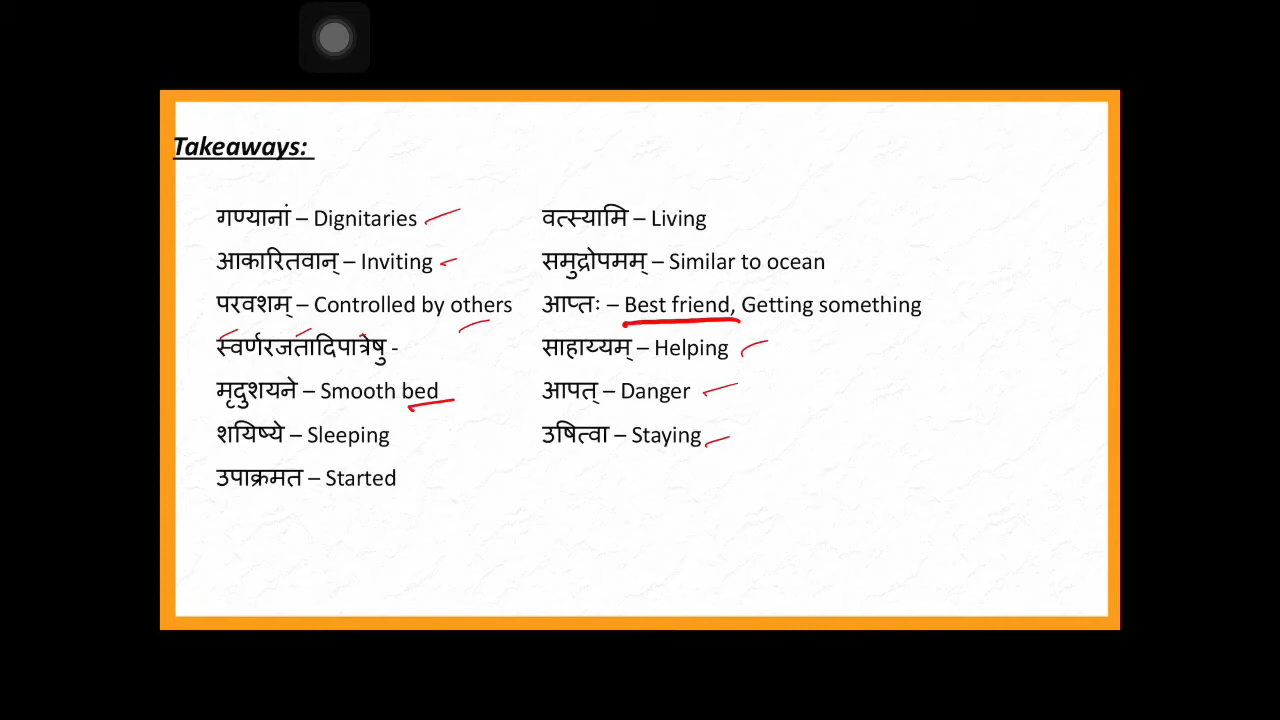 Takeaways:
गण्यानां – Dignitaries
आकारितवान् – Inviting
परवशम् – Controlled by others
स्वर्णरजतादिपात्रेषु -
मृदुशयने – Smooth bed
शयिष्ये – Sleeping
उपाक्रमत – Started
वत्स्यामि – Living
समुद्रोपमम् – Similar to ocean
आप्तः – Best friend, Getting something
साहाय्यम् – Helping
आपत् – Danger
उषित्वा – Staying